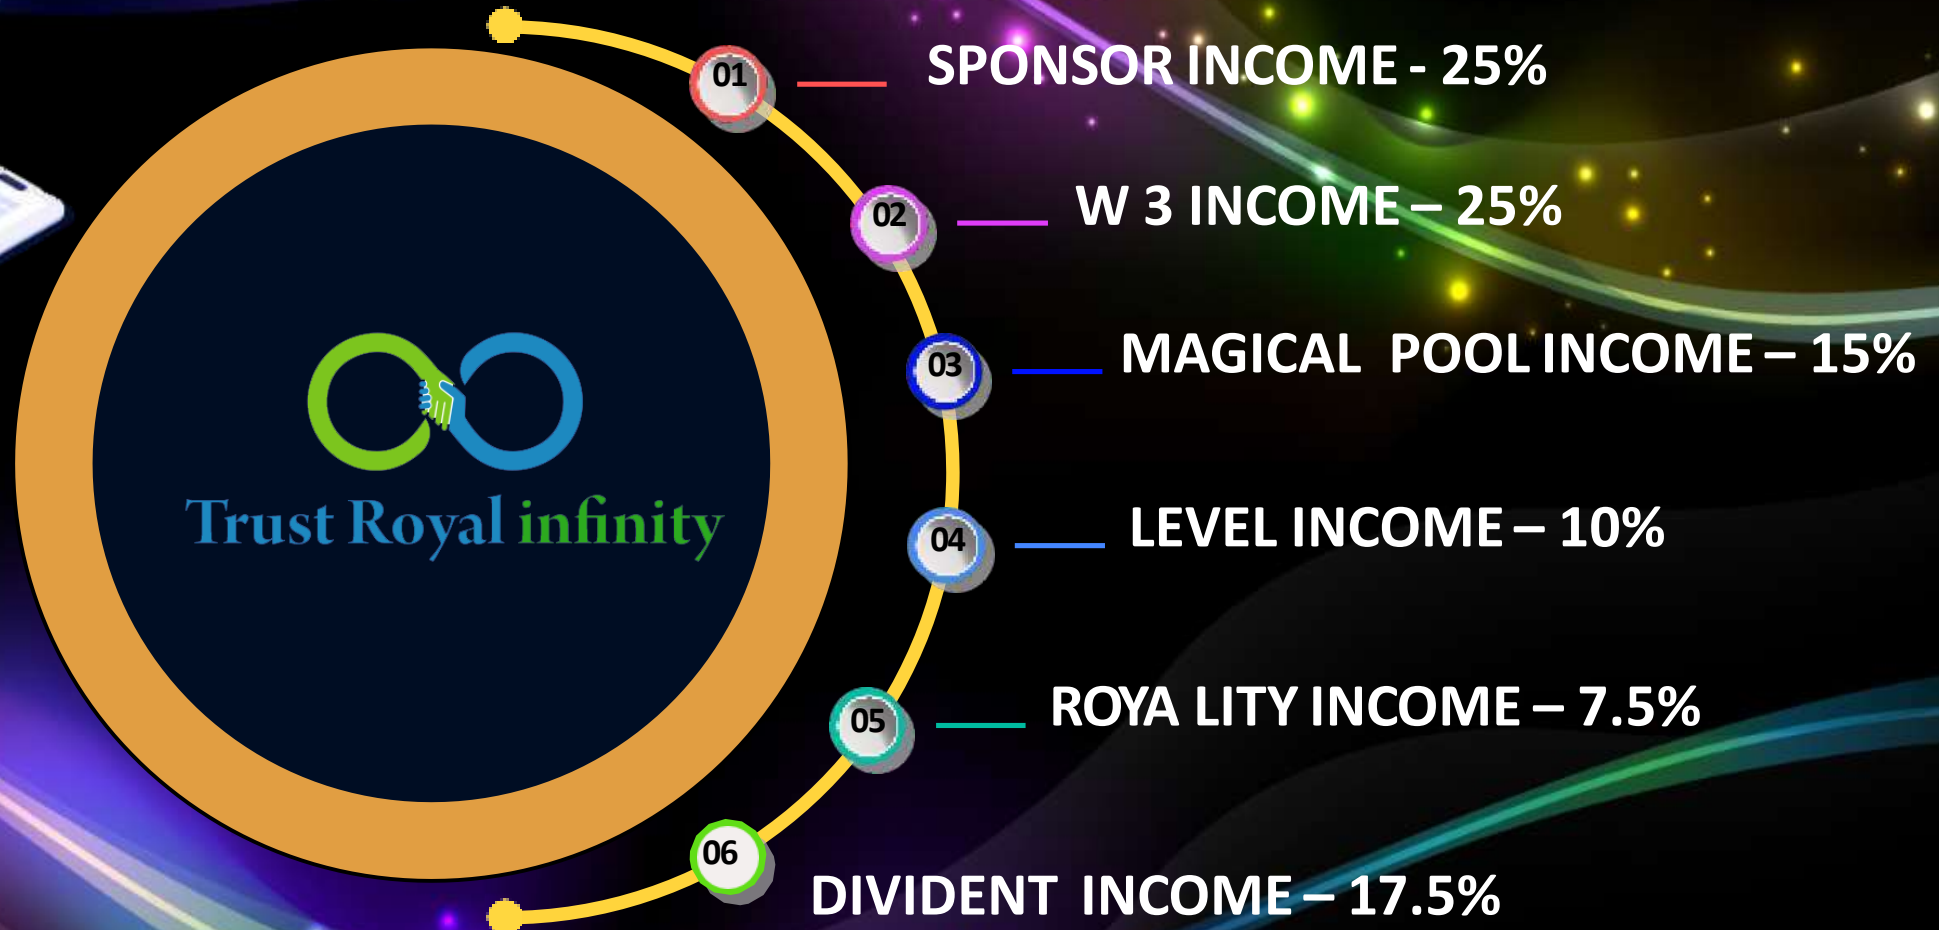 01
SPONSOR INCOME - 25%
02
W 3 INCOME – 25%
03
MAGICAL POOL INCOME – 15%
Trust Royal infinity
04
LEVEL INCOME – 10%
05
ROYA LITY INCOME – 7.5%
06
DIVIDENT INCOME – 17.5%